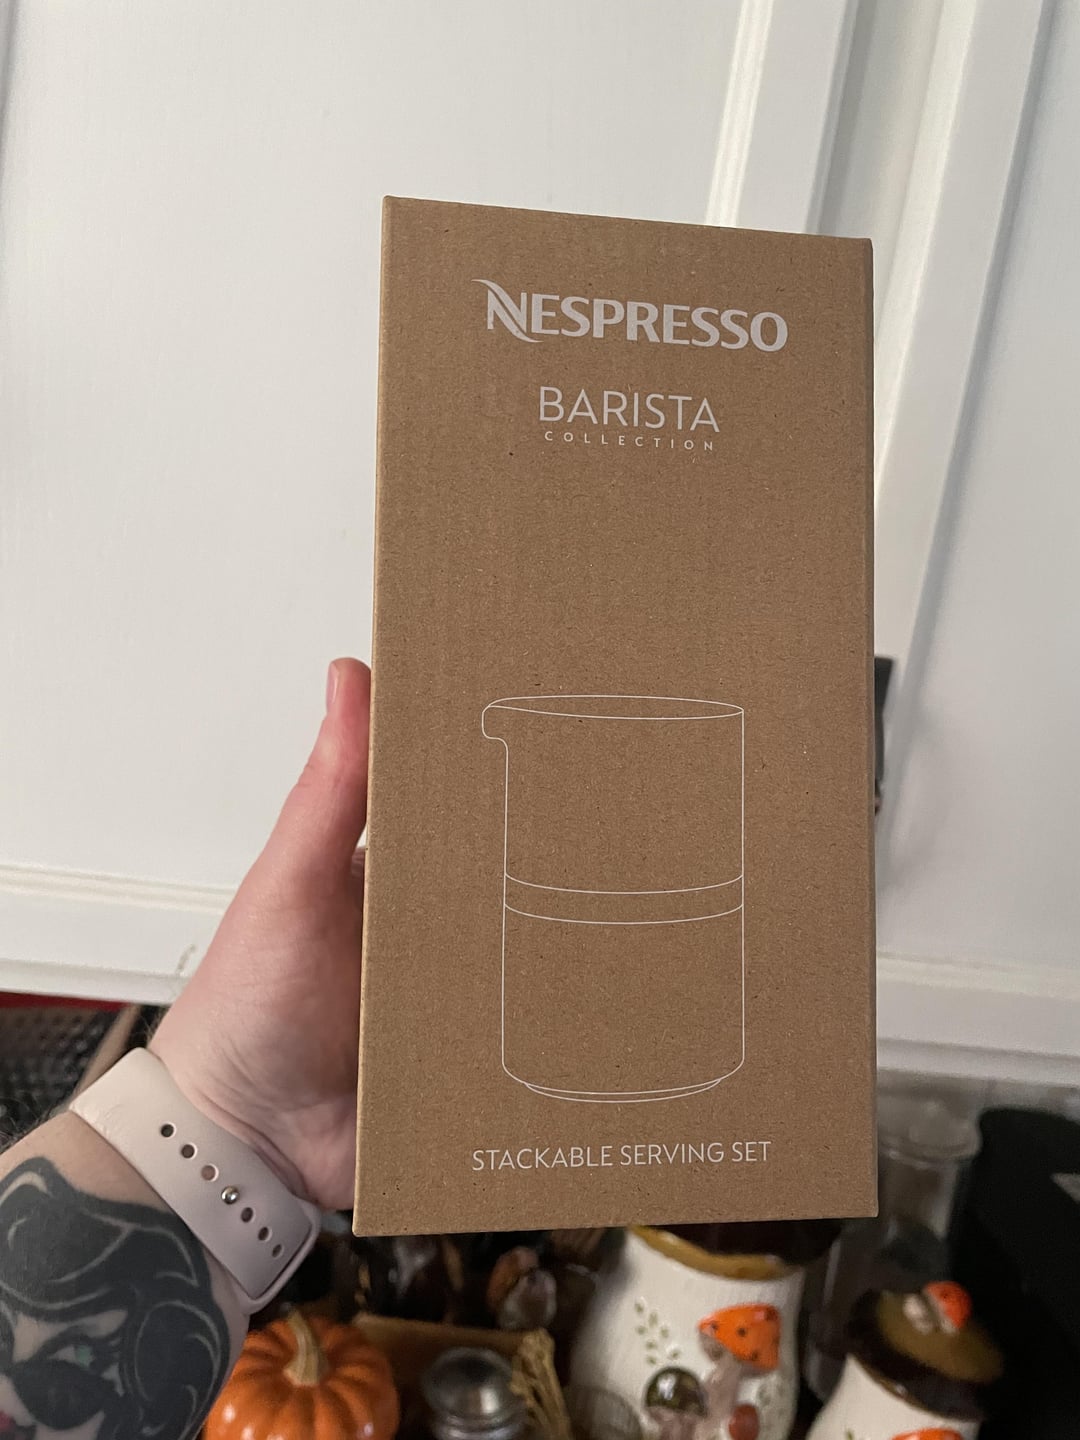 NESPRESSO
BARISTA
COLLECTION
STACKABLE SERVING SET